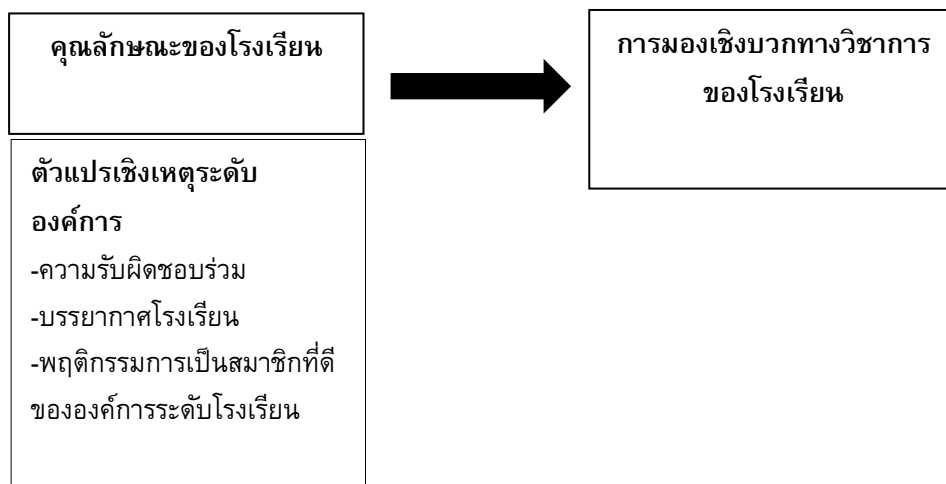 คุณลักษณะของโรงเรียน
การมองเชิงบวกทางวิชาการ
ของโรงเรียน
ตัวแปรเชิงเหตุระดับ
องค์การ
-ความรับผิดชอบร่วม
-บรรยากาศโรงเรียน
-พฤติกรรมการเป็นสมาชิกที่ดี
ขององค์การระดับโรงเรียน